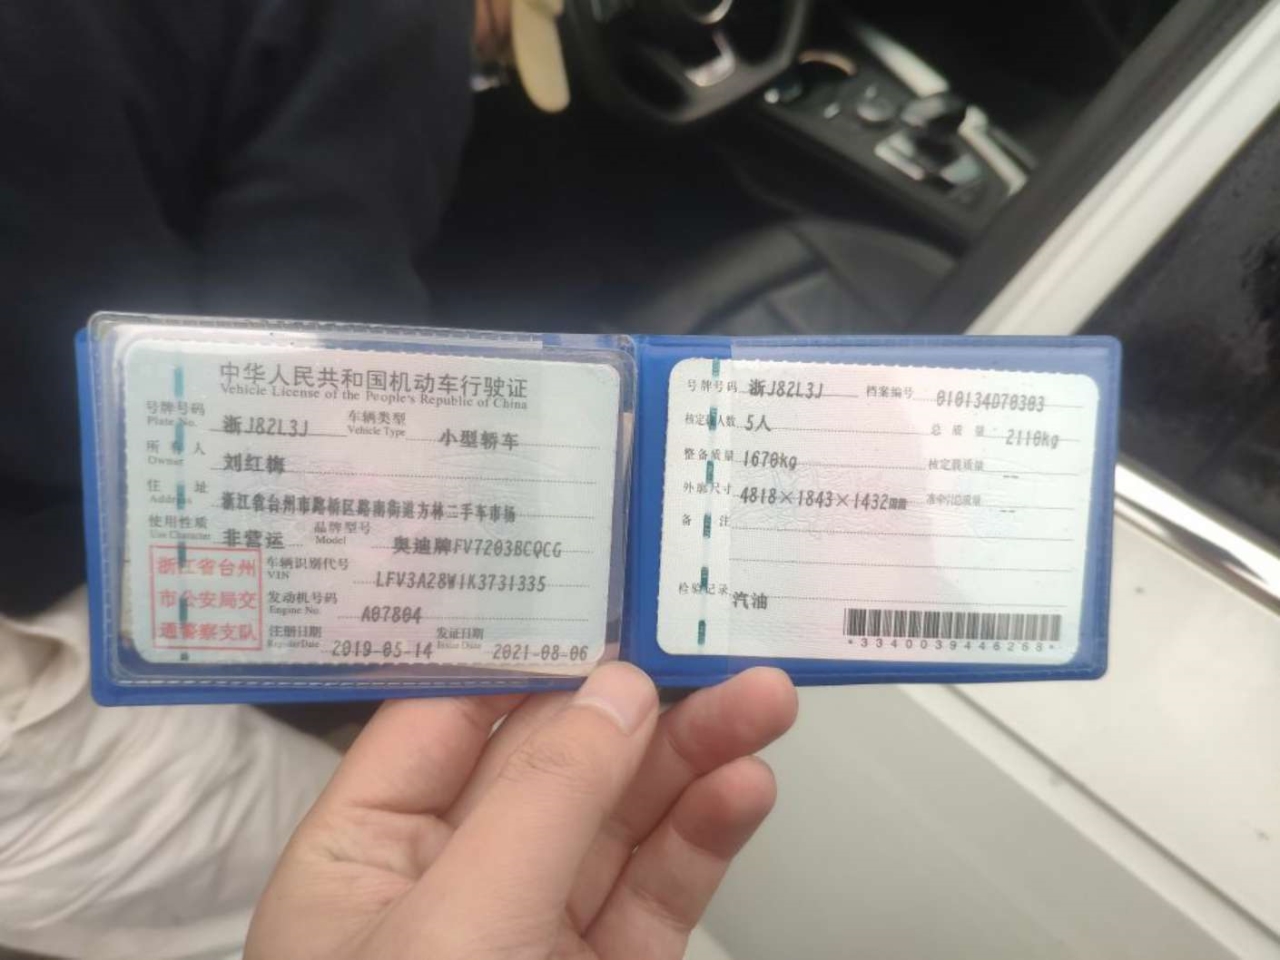 中华人民共和国机动车行驶证
Vehicle License of the People's Republic of China
号牌号码 Plate No. 浙J82L3J 车辆类型 Vehicle Type 小型轿车
所有人 Owner 刘红梅
住址 Address 浙江省台州市路桥区路南街道方林二手车市场
使用性质 Use Character 非营运 品牌型号 Model 奥迪牌FV7203BCQCG
浙江省台州
市公安局交
通警察支队
车辆识别代号 VIN LFV3A28W1K3731335
发动机号码 Engine No. A07804
注册日期 Register Date 2019-05-14 发证日期 Issue Date 2021-08-06
号牌号码 浙J82L3J 档案编号 010134D70303
核定载人数 5人 总质量 2110kg
整备质量 1670kg 核定载质量 --
外廓尺寸 4818×1843×1432mm 准牵引总质量 --
备注
检验记录 汽油
*3340039446268*